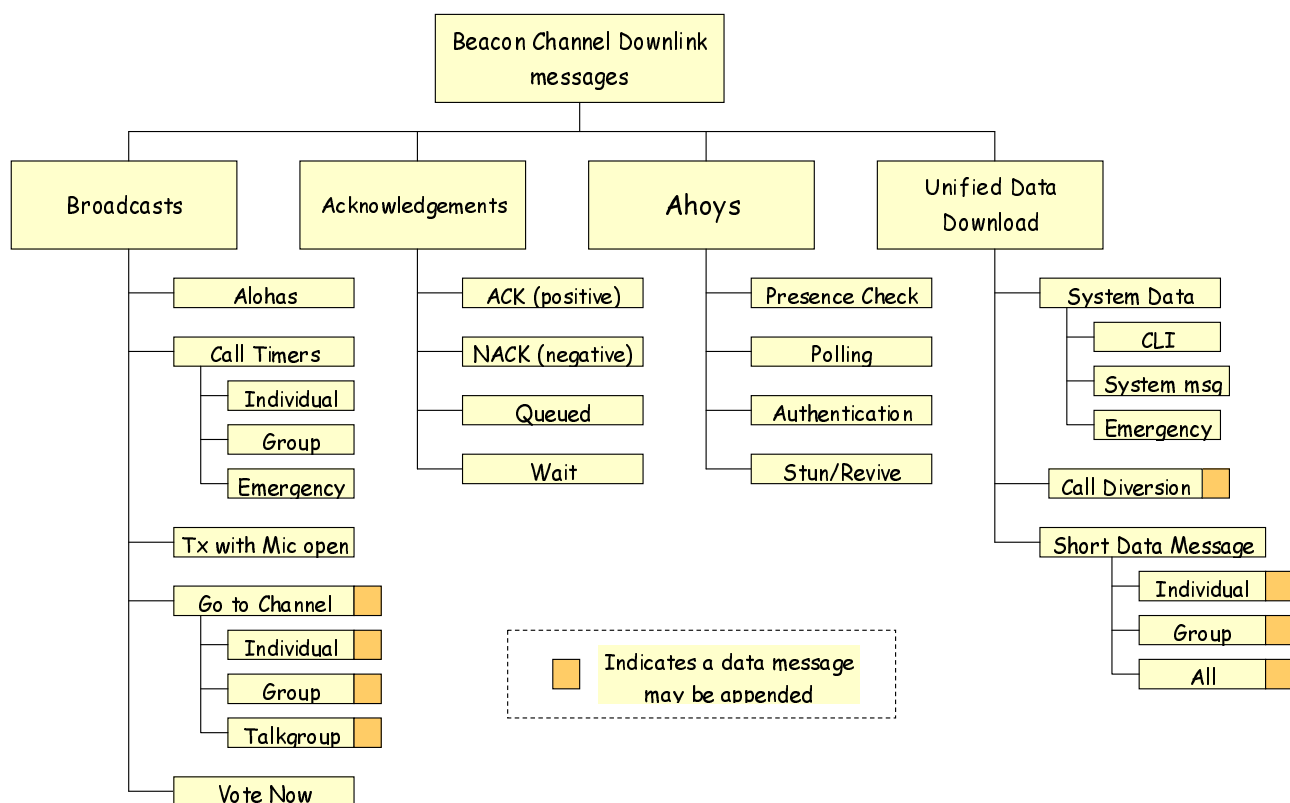 Beacon Channel Downlink
messages
Broadcasts
Acknowledgements
Ahoys
Unified Data
Download
Alohas
Call Timers
Individual
Group
Emergency
Tx with Mic open
Go to Channel
Individual
Group
Talkgroup
Vote Now
ACK (positive)
NACK (negative)
Queued
Wait
Presence Check
Polling
Authentication
Stun/Revive
System Data
CLI
System msg
Emergency
Call Diversion
Short Data Message
Individual
Group
All
Indicates a data message
may be appended